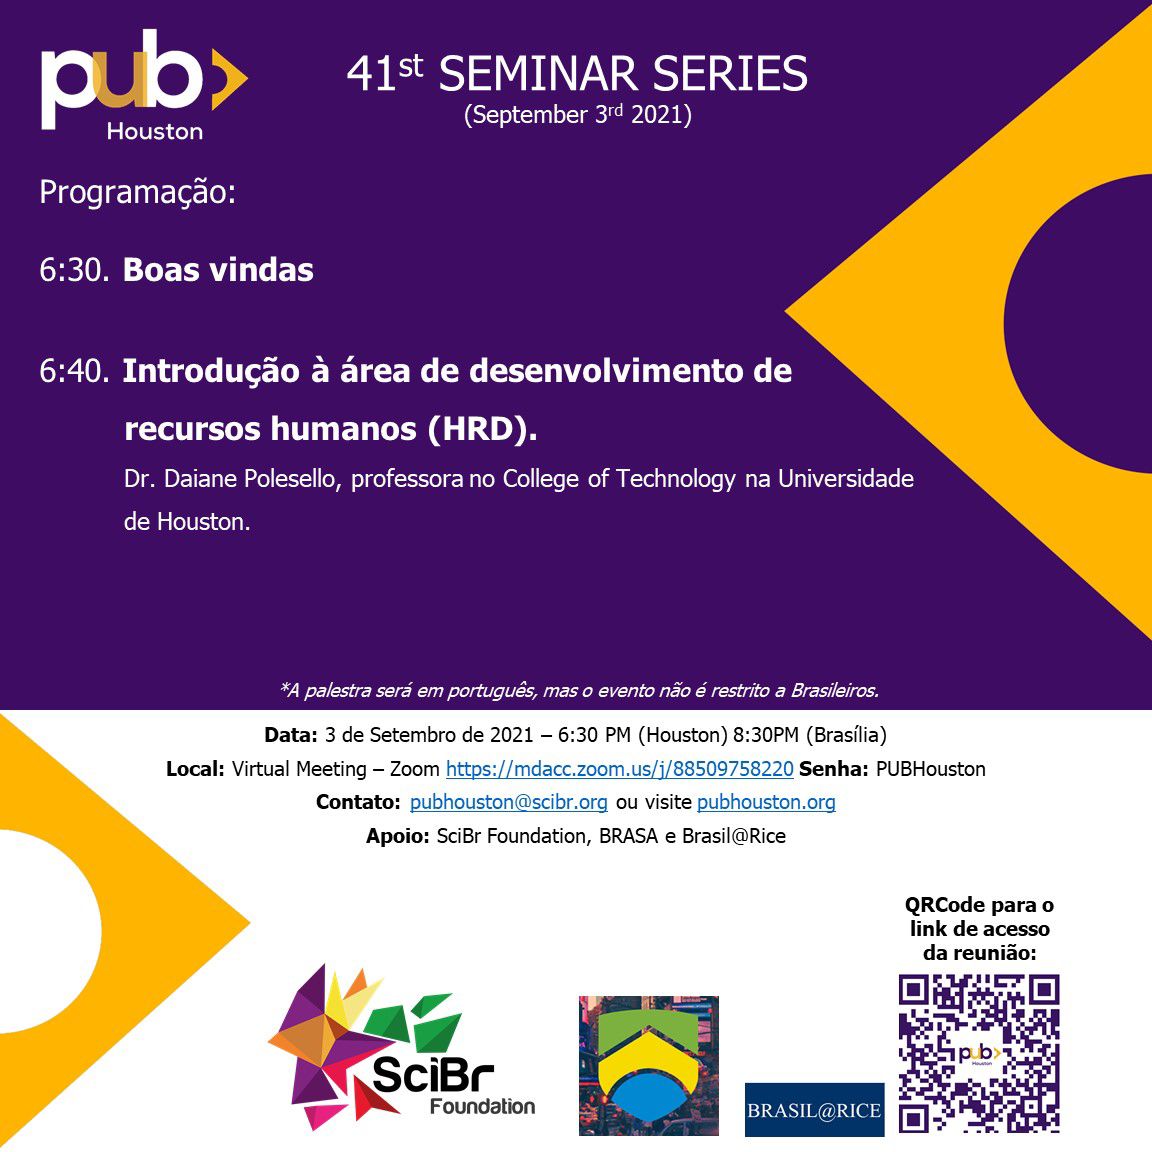 pub
Houston
41st SEMINAR SERIES
(September 3rd 2021)
Programação:
6:30. Boas vindas
6:40. Introdução à área de desenvolvimento de
recursos humanos (HRD).
Dr. Daiane Polesello, professora no College of Technology na Universidade
de Houston.
*A palestra será em português, mas o evento não é restrito a Brasileiros.
Data: 3 de Setembro de 2021 – 6:30 PM (Houston) 8:30PM (Brasília)
Local: Virtual Meeting – Zoom https://mdacc.zoom.us/j/88509758220 Senha: PUBHouston
Contato: pubhouston@scibr.org ou visite pubhouston.org
Apoio: SciBr Foundation, BRASA e Brasil@Rice
QRCode para o
link de acesso
da reunião:
SciBr
Foundation
BRASIL@RICE
pub
Houston